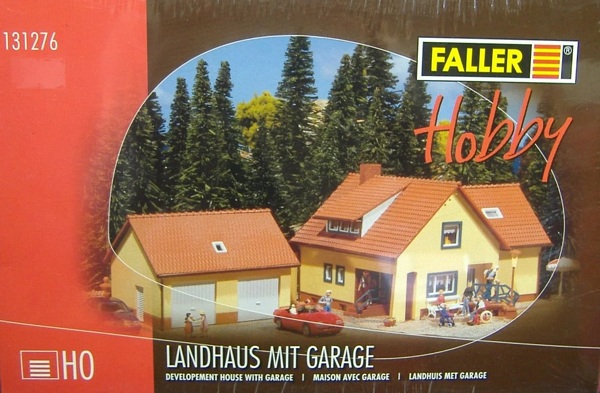 131276
FALLER ®
Hobby
HO
LANDHAUS MIT GARAGE
DEVELOPEMENT HOUSE WITH GARAGE | MAISON AVEC GARAGE | LANDHUIS MET GARAGE